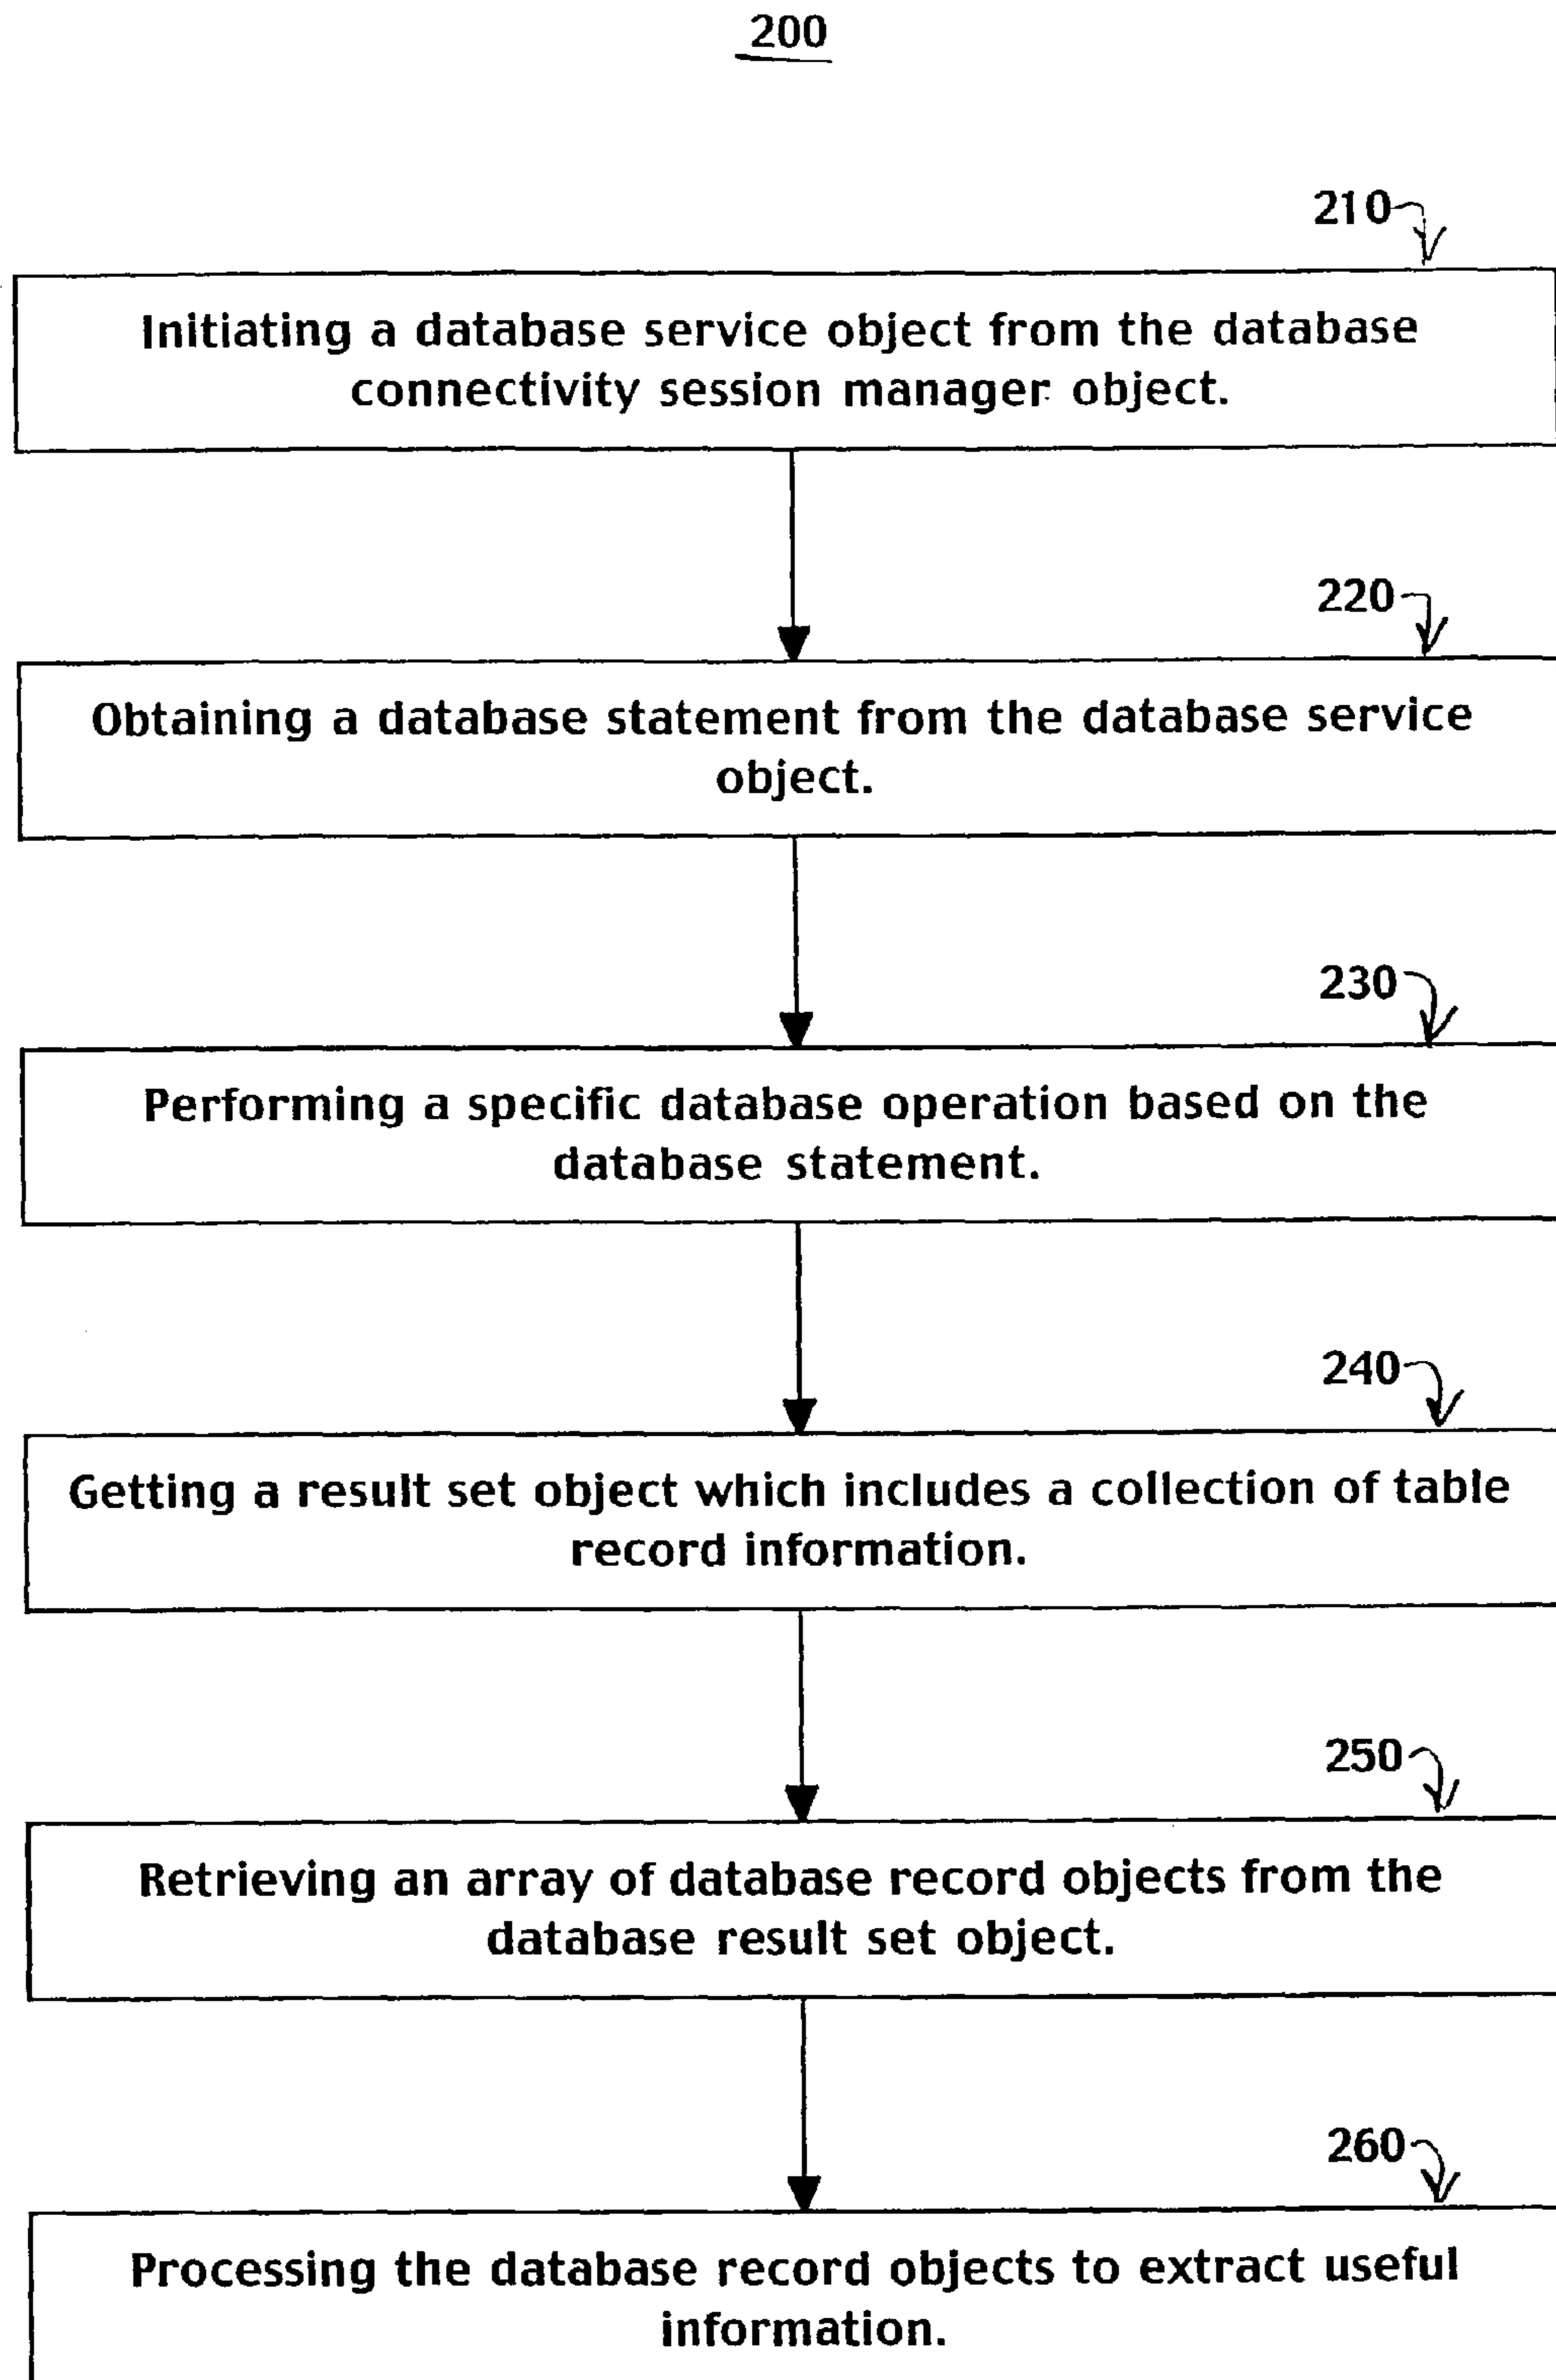 200
210
Initiating a database service object from the database
connectivity session manager object.
220
Obtaining a database statement from the database service
object.
230
Performing a specific database operation based on the
database statement.
240
Getting a result set object which includes a collection of table
record information.
250
Retrieving an array of database record objects from the
database result set object.
260
Processing the database record objects to extract useful
information.